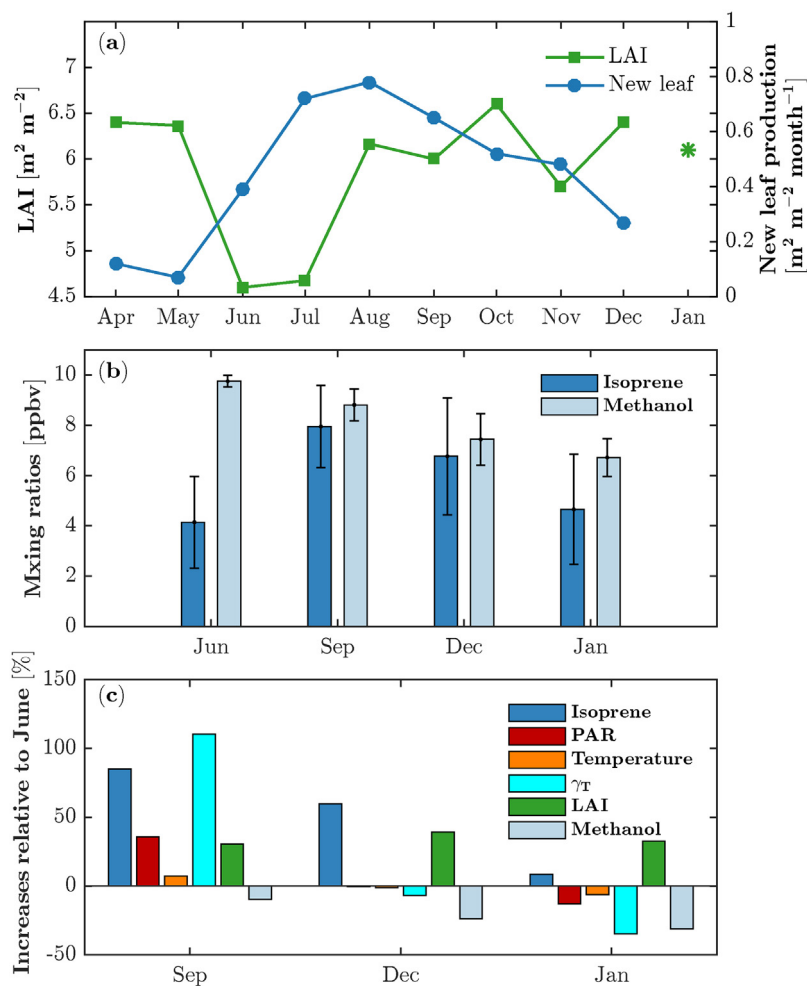 (a)
LAI
New leaf
LAI [m² m⁻²]
7
6.5
6
5.5
5
4.5
1
0.8
0.6
0.4
0.2
0
New leaf production
[m² m⁻² month⁻¹]
Apr May Jun Jul Aug Sep Oct Nov Dec Jan
(b)
Isoprene
Methanol
Mxing ratios [ppbv]
10
8
6
4
2
0
Jun Sep Dec Jan
(c)
Isoprene
PAR
Temperature
γT
LAI
Methanol
Increases relative to June [%]
150
100
50
0
-50
Sep Dec Jan